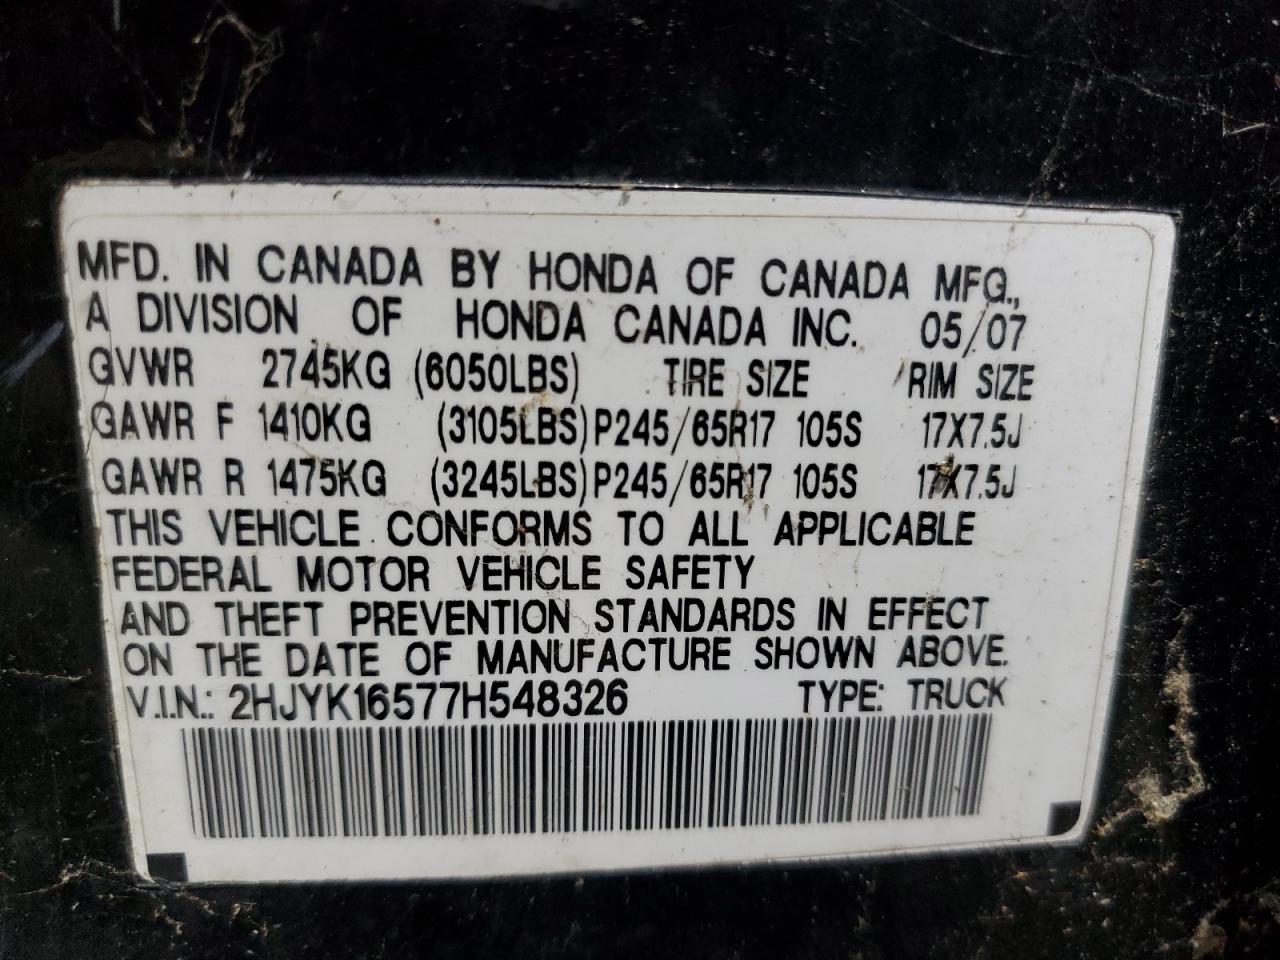 MFD. IN CANADA BY HONDA OF CANADA MFG.,
A DIVISION OF HONDA CANADA INC. 05/07
GVWR 2745KG (6050LBS) TIRE SIZE RIM SIZE
GAWR F 1410KG (3105LBS) P245/65R17 105S 17X7.5J
GAWR R 1475KG (3245LBS) P245/65R17 105S 17X7.5J
THIS VEHICLE CONFORMS TO ALL APPLICABLE
FEDERAL MOTOR VEHICLE SAFETY
AND THEFT PREVENTION STANDARDS IN EFFECT
ON THE DATE OF MANUFACTURE SHOWN ABOVE.
V.I.N.: 2HJYK16577H548326 TYPE: TRUCK